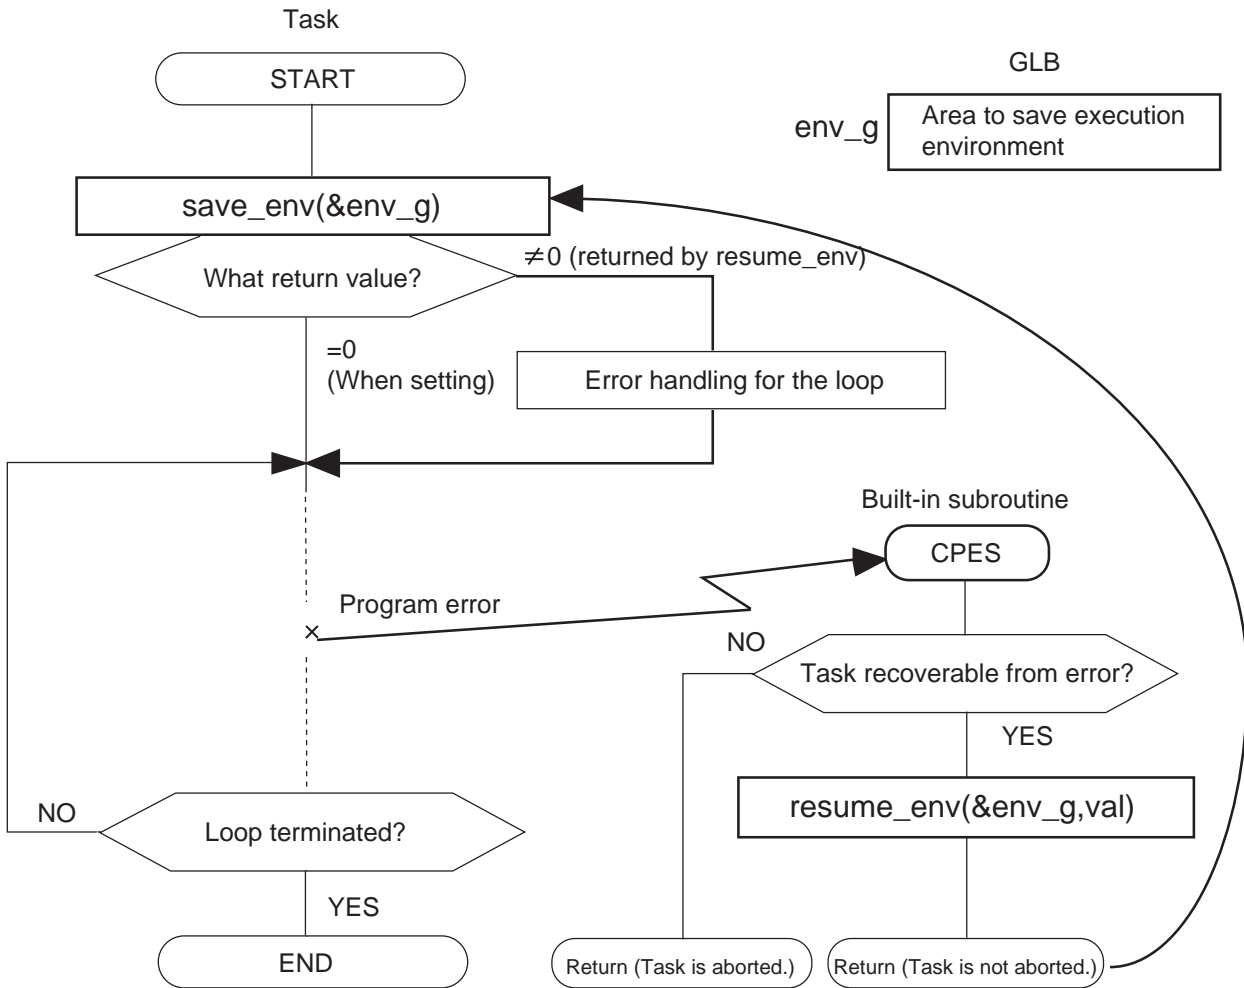 Task
START
GLB
env_g
Area to save execution
environment
save_env(&env_g)
What return value?
≠0 (returned by resume_env)
=0
(When setting)
Error handling for the loop
Built-in subroutine
CPES
Program error
×
NO
Task recoverable from error?
YES
resume_env(&env_g,val)
NO
Loop terminated?
YES
END
Return (Task is aborted.)
Return (Task is not aborted.)